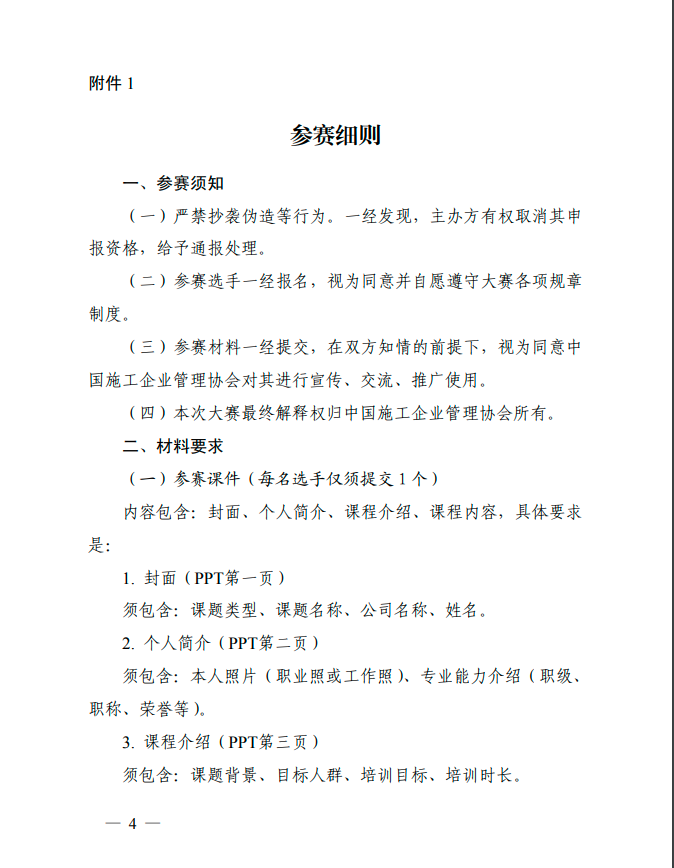 附件 1
参赛细则
一、参赛须知
（一）严禁抄袭伪造等行为。一经发现，主办方有权取消其申
报资格，给予通报处理。
（二）参赛选手一经报名，视为同意并自愿遵守大赛各项规章
制度。
（三）参赛材料一经提交，在双方知情的前提下，视为同意中
国施工企业管理协会对其进行宣传、交流、推广使用。
（四）本次大赛最终解释权归中国施工企业管理协会所有。
二、材料要求
（一）参赛课件（每名选手仅须提交 1 个）
内容包含：封面、个人简介、课程介绍、课程内容，具体要求
是：
1. 封面（PPT第一页）
须包含：课题类型、课题名称、公司名称、姓名。
2. 个人简介（PPT第二页）
须包含：本人照片（职业照或工作照）、专业能力介绍（职级、
职称、荣誉等）。
3. 课程介绍（PPT第三页）
须包含：课题背景、目标人群、培训目标、培训时长。
— 4 —